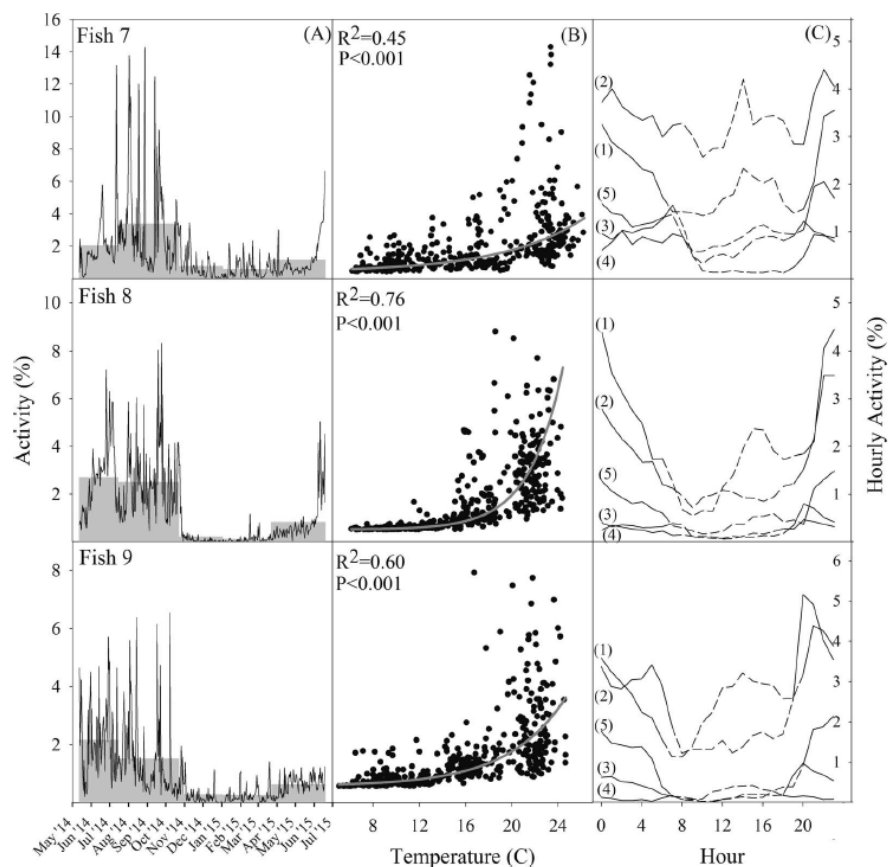 Fish 7 (A)
R²=0.45 (B)
P<0.001
(C)
16
14
12
10
8
6
4
2
(2)
(1)
(5)
(3)
(4)
5
4
3
2
1
Fish 8
R²=0.76
P<0.001
10
8
6
4
2
(1)
(2)
(5)
(3)
(4)
5
4
3
2
1
Fish 9
R²=0.60
P<0.001
8
6
4
2
(1)
(2)
(5)
(3)
(4)
6
5
4
3
2
1
Activity (%)
Hourly Activity (%)
May '14
Jun '14
Jul '14
Aug '14
Sep '14
Oct '14
Nov '14
Dec '14
Jan '15
Feb '15
Mar '15
Apr '15
May '15
Jun '15
Jul '15
8 12 16 20 24
Temperature (C)
0 5 10 15 20
Hour